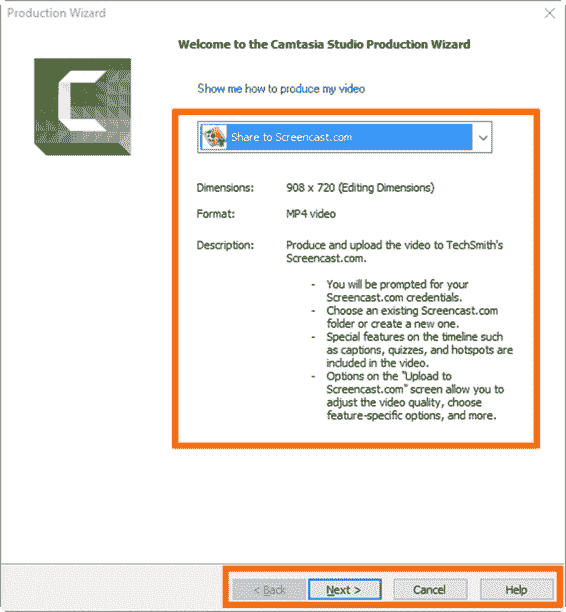 Production Wizard
Welcome to the Camtasia Studio Production Wizard
Show me how to produce my video
Share to Screencast.com
Dimensions: 908 x 720 (Editing Dimensions)
Format: MP4 video
Description: Produce and upload the video to TechSmith's
Screencast.com.
- You will be prompted for your
Screencast.com credentials.
- Choose an existing Screencast.com
folder or create a new one.
- Special features on the timeline such
as captions, quizzes, and hotspots are
included in the video.
- Options on the "Upload to
Screencast.com" screen allow you to
adjust the video quality, choose
feature-specific options, and more.
< Back Next > Cancel Help